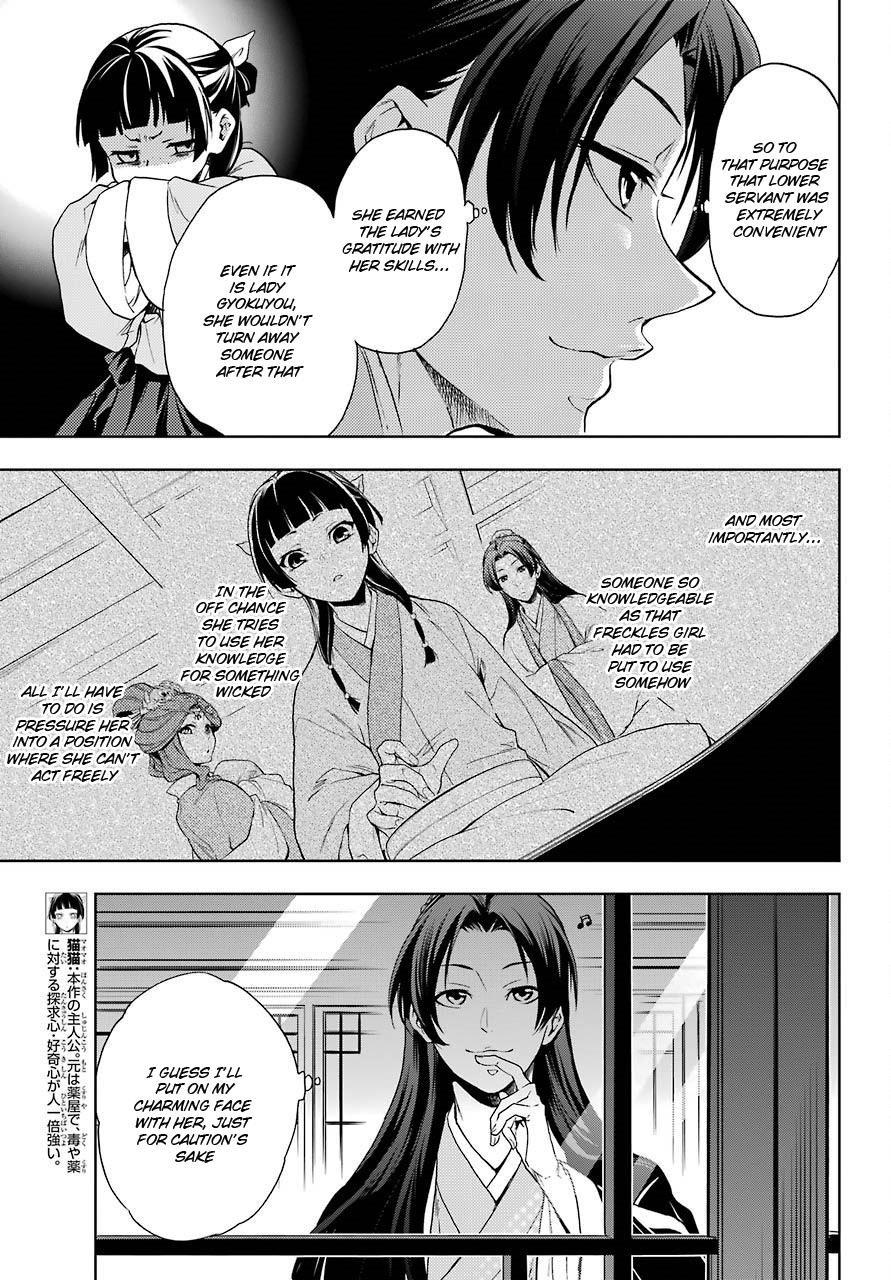 SO TO
THAT PURPOSE
THAT LOWER
SERVANT WAS
EXTREMELY
CONVENIENT
SHE EARNED
THE LADY'S
GRATITUDE WITH
HER SKILLS...
EVEN IF IT
IS LADY
GYOKUYOU,
SHE WOULDN'T
TURN AWAY
SOMEONE
AFTER THAT
AND MOST
IMPORTANTLY...
SOMEONE SO
KNOWLEDGEABLE
AS THAT
FRECKLES GIRL
HAD TO BE
PUT TO USE
SOMEHOW
IN THE
OFF CHANCE
SHE TRIES
TO USE HER
KNOWLEDGE
FOR SOMETHING
WICKED
ALL I'LL HAVE
TO DO IS
PRESSURE HER
INTO A POSITION
WHERE SHE CAN'T
ACT FREELY
I GUESS I'LL
PUT ON MY
CHARMING FACE
WITH HER, JUST
FOR CAUTION'S
SAKE
猫猫：本作の主人公。元は薬屋で、毒や薬
に対する探求心・好奇心が人一倍強い。